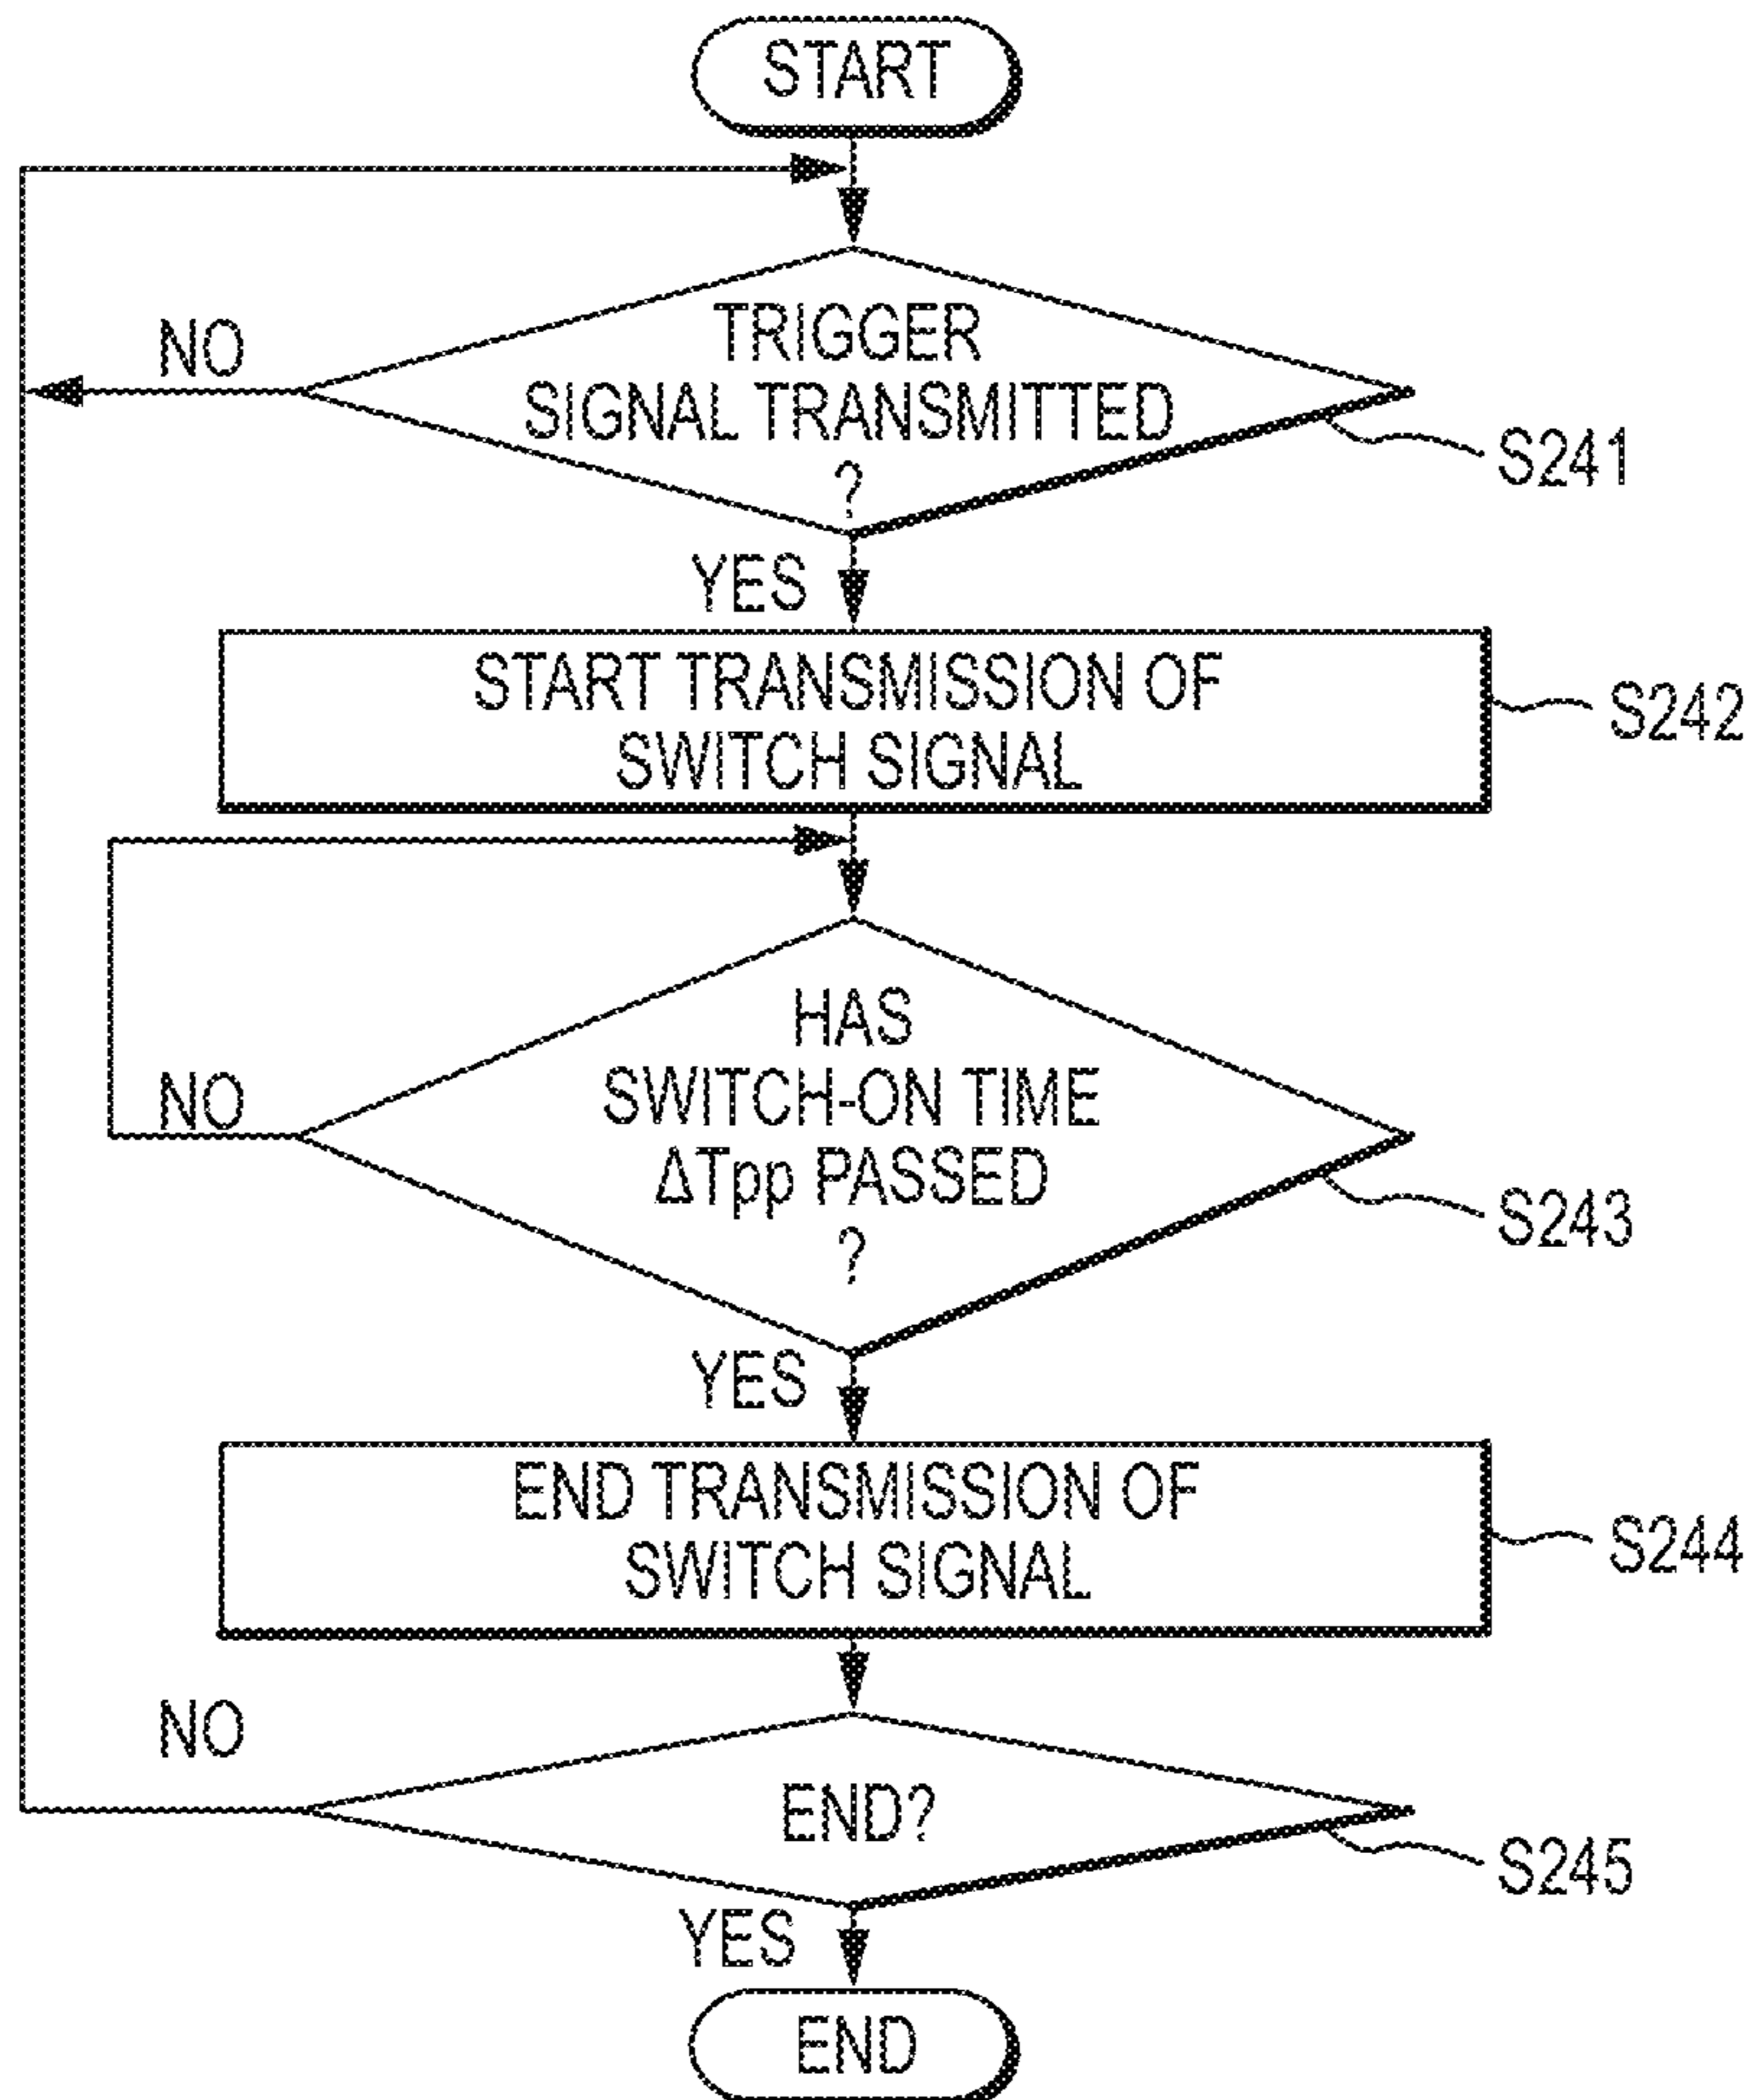 START
NO
TRIGGER
SIGNAL TRANSMITTED
?
S241
YES
START TRANSMISSION OF
SWITCH SIGNAL
S242
HAS
SWITCH-ON TIME
ΔTpp PASSED
?
NO
S243
YES
END TRANSMISSION OF
SWITCH SIGNAL
S244
NO
END?
S245
YES
END